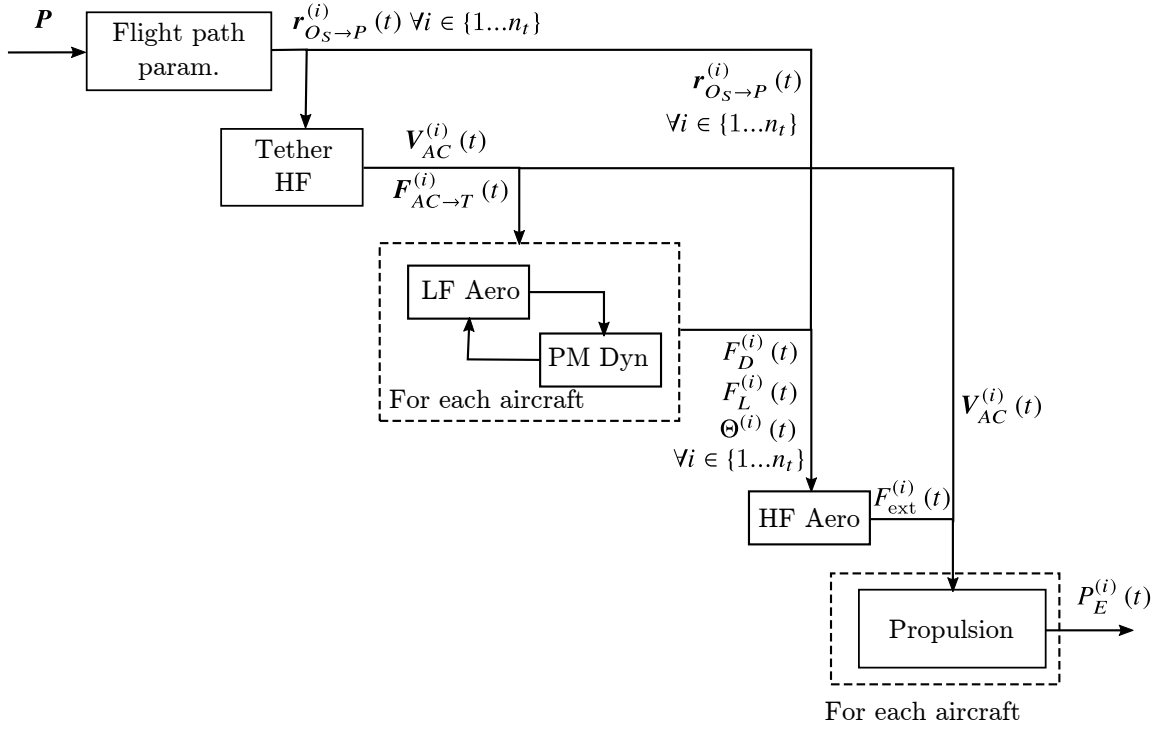 P
Flight path
param.
r_{O_S→P}^{(i)} (t) ∀i ∈ {1...n_t}
r_{O_S→P}^{(i)} (t)
∀i ∈ {1...n_t}
Tether
HF
V_{AC}^{(i)} (t)
F_{AC→T}^{(i)} (t)
LF Aero
PM Dyn
For each aircraft
F_D^{(i)} (t)
F_L^{(i)} (t)
Θ^{(i)} (t)
∀i ∈ {1...n_t}
V_{AC}^{(i)} (t)
HF Aero
F_{ext}^{(i)} (t)
Propulsion
P_E^{(i)} (t)
For each aircraft